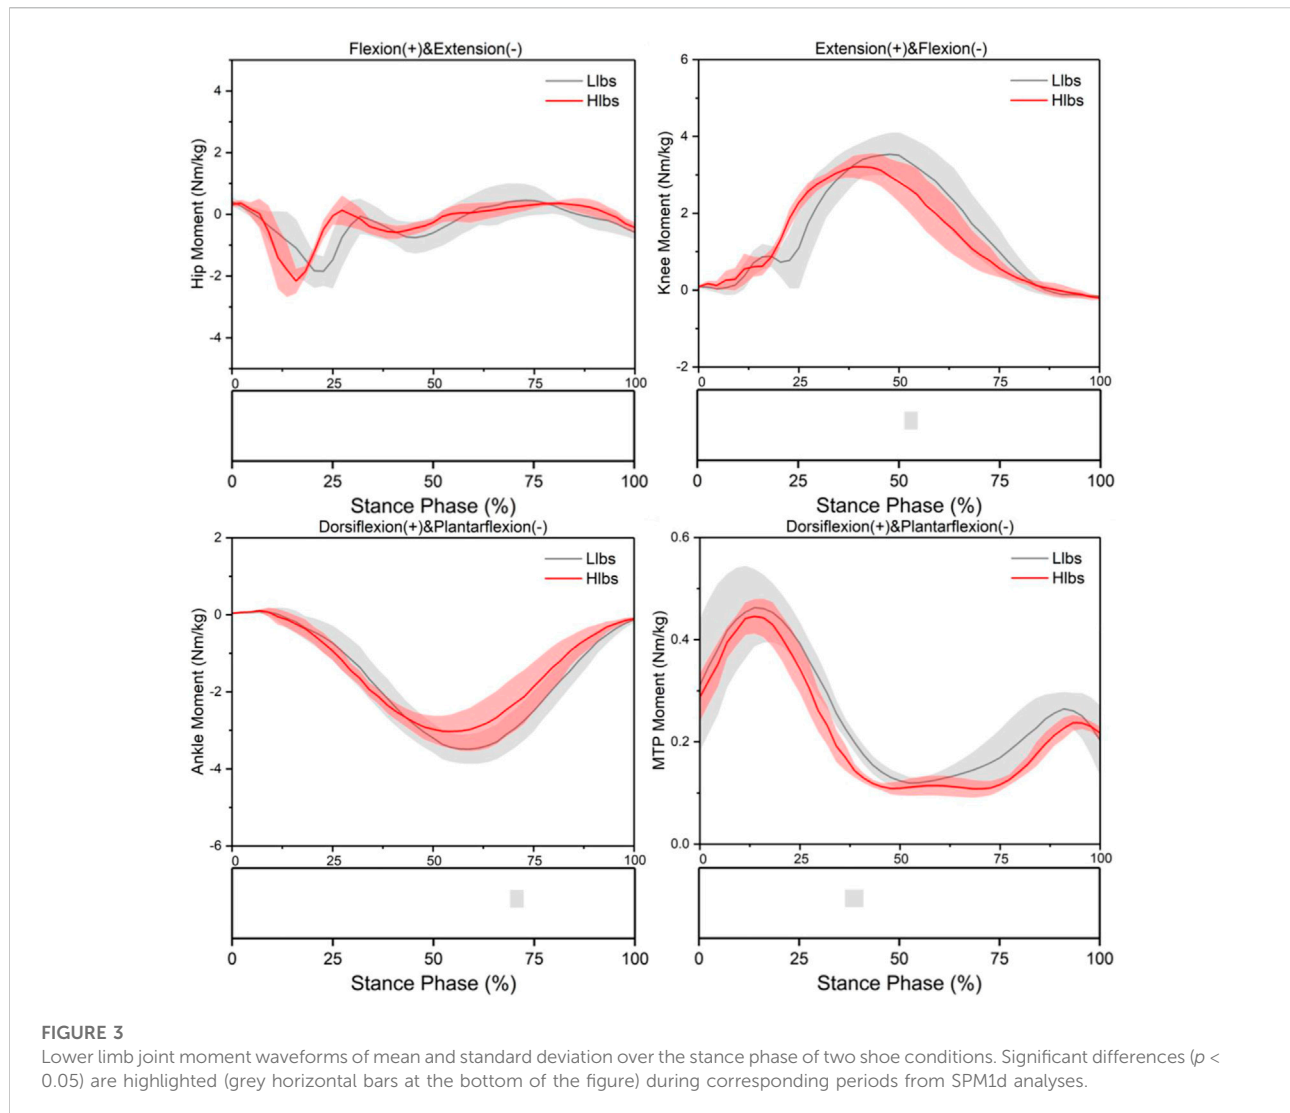 Flexion(+)&Extension(-)
Llbs
Hlbs
Hip Moment (Nm/kg)
4
2
0
-2
-4
0 25 50 75 100
0 25 50 75 100
Stance Phase (%)
Extension(+)&Flexion(-)
Llbs
Hlbs
Knee Moment (Nm/kg)
6
4
2
0
-2
0 25 50 75 100
0 25 50 75 100
Stance Phase (%)
Dorsiflexion(+)&Plantarflexion(-)
Llbs
Hlbs
Ankle Moment (Nm/kg)
2
0
-2
-4
-6
0 25 50 75 100
0 25 50 75 100
Stance Phase (%)
Dorsiflexion(+)&Plantarflexion(-)
Llbs
Hlbs
MTP Moment (Nm/kg)
0.6
0.4
0.2
0.0
0 25 50 75 100
0 25 50 75 100
Stance Phase (%)
FIGURE 3
Lower limb joint moment waveforms of mean and standard deviation over the stance phase of two shoe conditions. Significant differences (p <
0.05) are highlighted (grey horizontal bars at the bottom of the figure) during corresponding periods from SPM1d analyses.